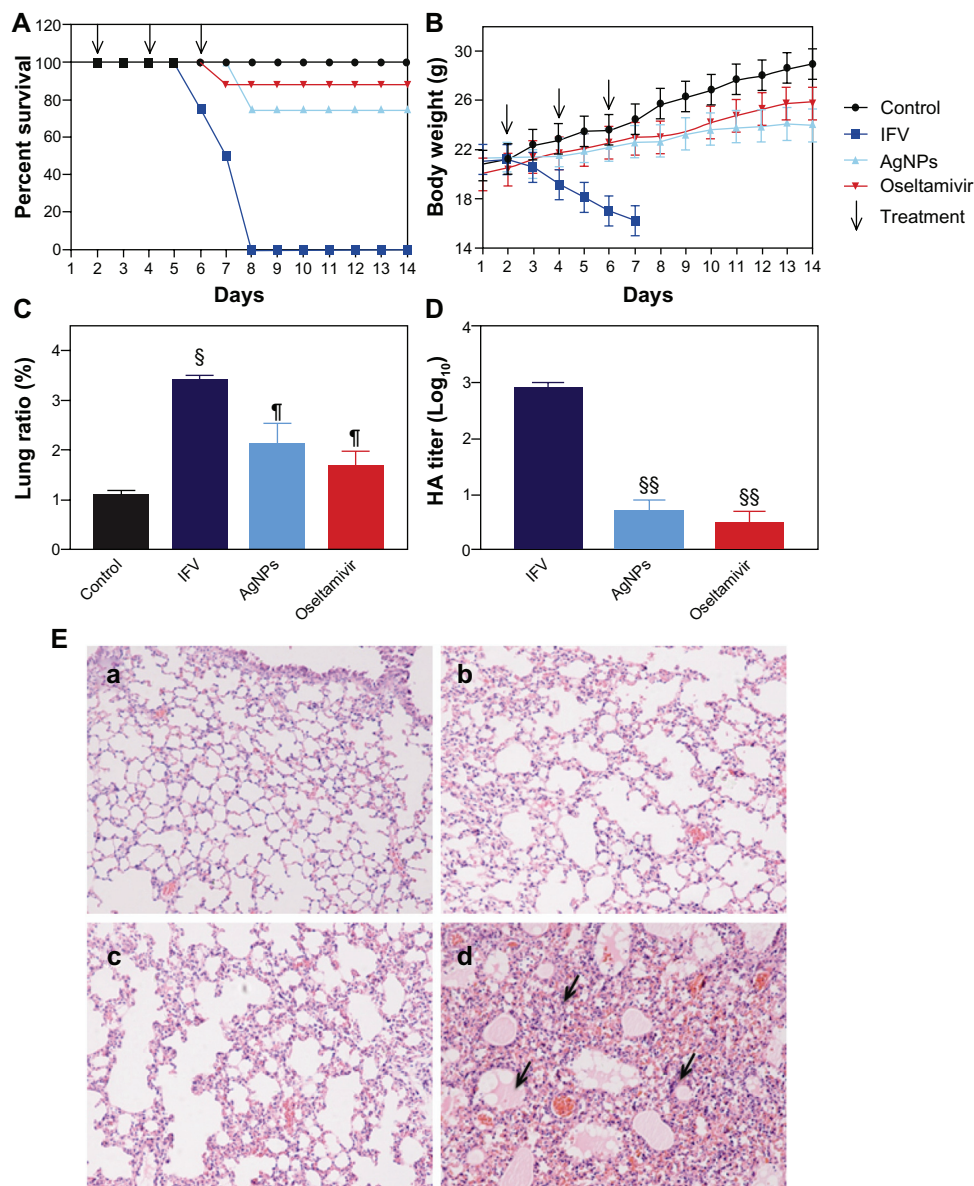 A
Percent survival
120
100
80
60
40
20
0
1 2 3 4 5 6 7 8 9 10 11 12 13 14
Days
B
Body weight (g)
30
26
22
18
14
1 2 3 4 5 6 7 8 9 10 11 12 13 14
Days
Control
IFV
AgNPs
Oseltamivir
Treatment
C
Lung ratio (%)
4
3
2
1
0
§
¶
¶
Control
IFV
AgNPs
Oseltamivir
D
HA titer (Log10)
4
3
2
1
0
§§
§§
IFV
AgNPs
Oseltamivir
E
a
b
c
d